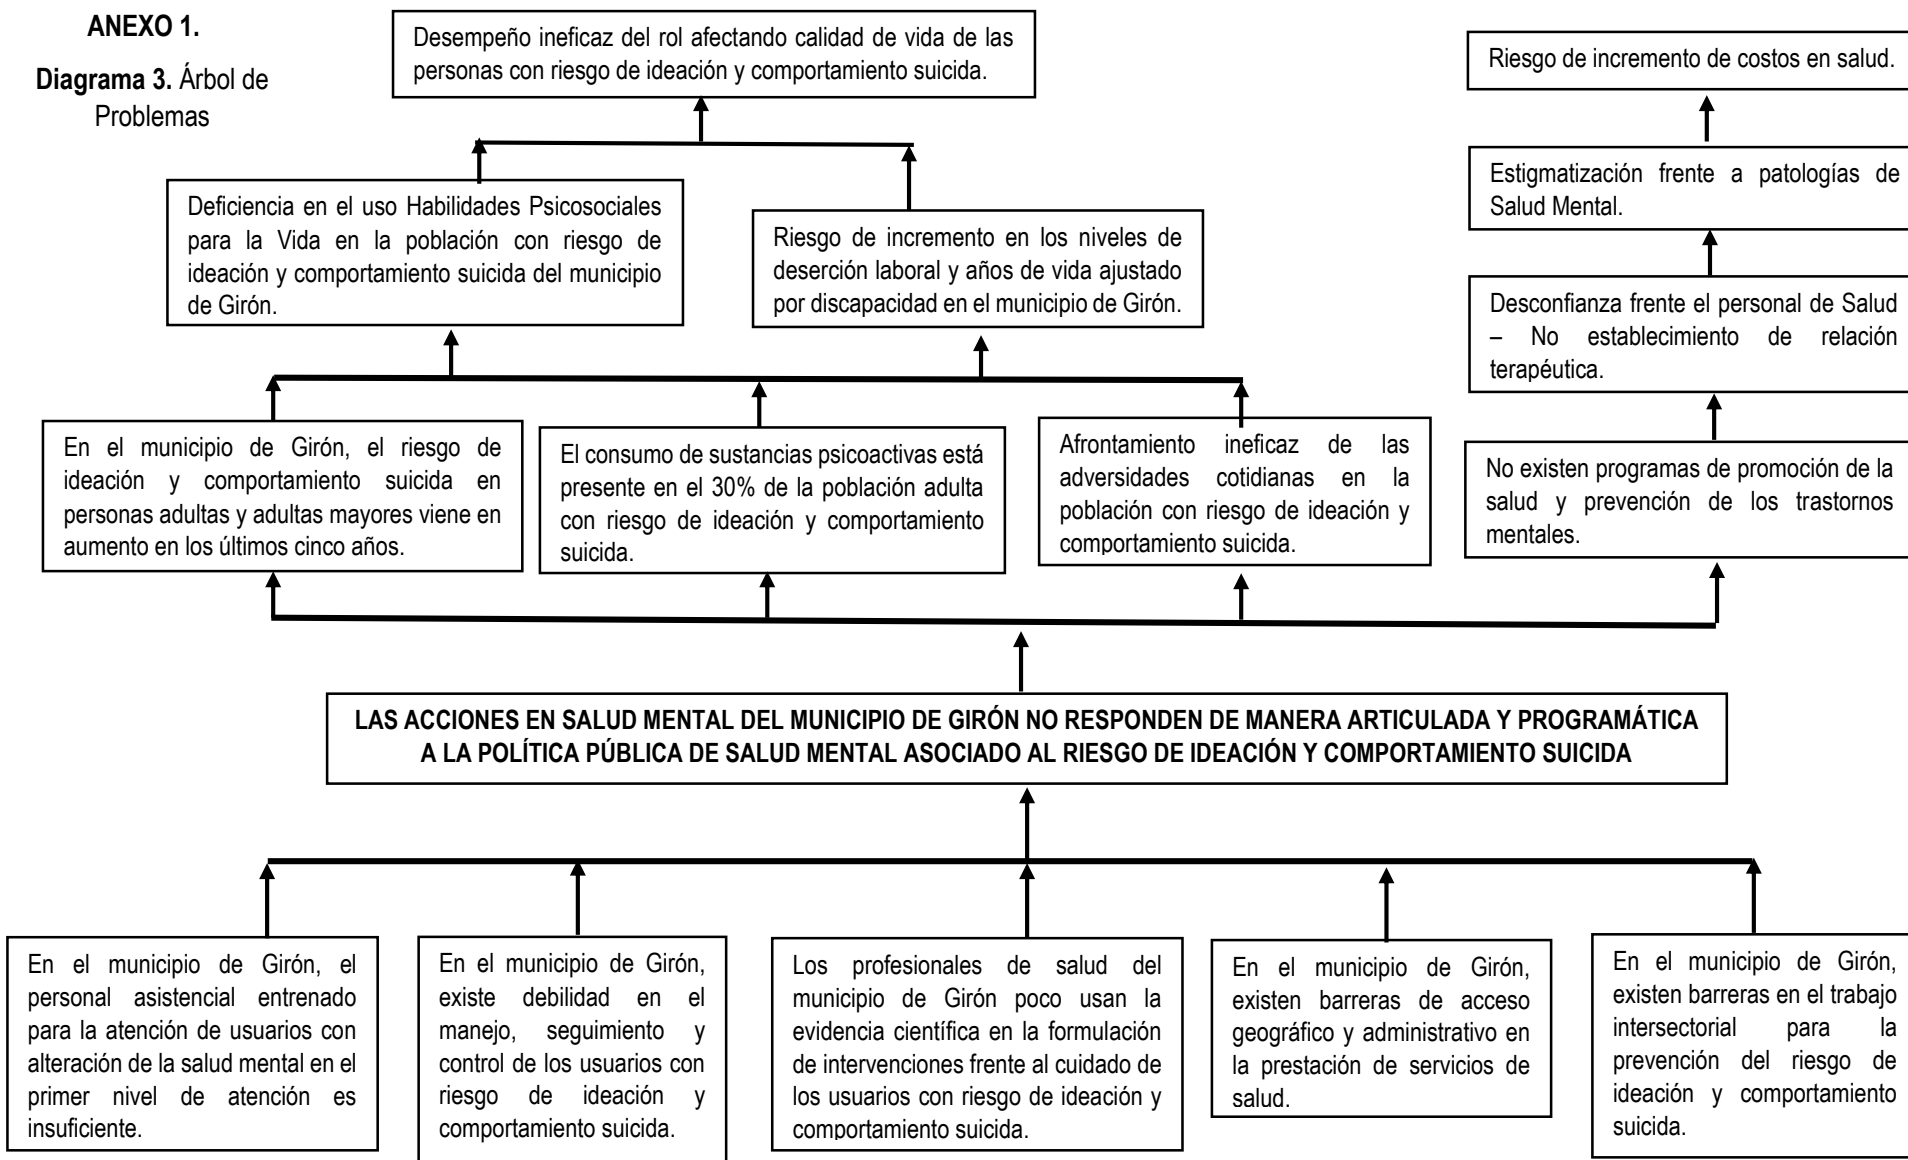 ANEXO 1.
Diagrama 3. Árbol de
Problemas
Desempeño ineficaz del rol afectando calidad de vida de las
personas con riesgo de ideación y comportamiento suicida.
Riesgo de incremento de costos en salud.
Estigmatización frente a patologías de
Salud Mental.
Deficiencia en el uso Habilidades Psicosociales
para la Vida en la población con riesgo de
ideación y comportamiento suicida del municipio
de Girón.
Riesgo de incremento en los niveles de
deserción laboral y años de vida ajustado
por discapacidad en el municipio de Girón.
Desconfianza frente el personal de Salud
– No establecimiento de relación
terapéutica.
En el municipio de Girón, el riesgo de
ideación y comportamiento suicida en
personas adultas y adultas mayores viene en
aumento en los últimos cinco años.
El consumo de sustancias psicoactivas está
presente en el 30% de la población adulta
con riesgo de ideación y comportamiento
suicida.
Afrontamiento ineficaz de las
adversidades cotidianas en la
población con riesgo de ideación y
comportamiento suicida.
No existen programas de promoción de la
salud y prevención de los trastornos
mentales.
LAS ACCIONES EN SALUD MENTAL DEL MUNICIPIO DE GIRÓN NO RESPONDEN DE MANERA ARTICULADA Y PROGRAMÁTICA
A LA POLÍTICA PÚBLICA DE SALUD MENTAL ASOCIADO AL RIESGO DE IDEACIÓN Y COMPORTAMIENTO SUICIDA
En el municipio de Girón, el
personal asistencial entrenado
para la atención de usuarios con
alteración de la salud mental en el
primer nivel de atención es
insuficiente.
En el municipio de Girón,
existe debilidad en el
manejo, seguimiento y
control de los usuarios con
riesgo de ideación y
comportamiento suicida.
Los profesionales de salud del
municipio de Girón poco usan la
evidencia científica en la formulación
de intervenciones frente al cuidado de
los usuarios con riesgo de ideación y
comportamiento suicida.
En el municipio de Girón,
existen barreras de acceso
geográfico y administrativo en
la prestación de servicios de
salud.
En el municipio de Girón,
existen barreras en el trabajo
intersectorial para la
prevención del riesgo de
ideación y comportamiento
suicida.